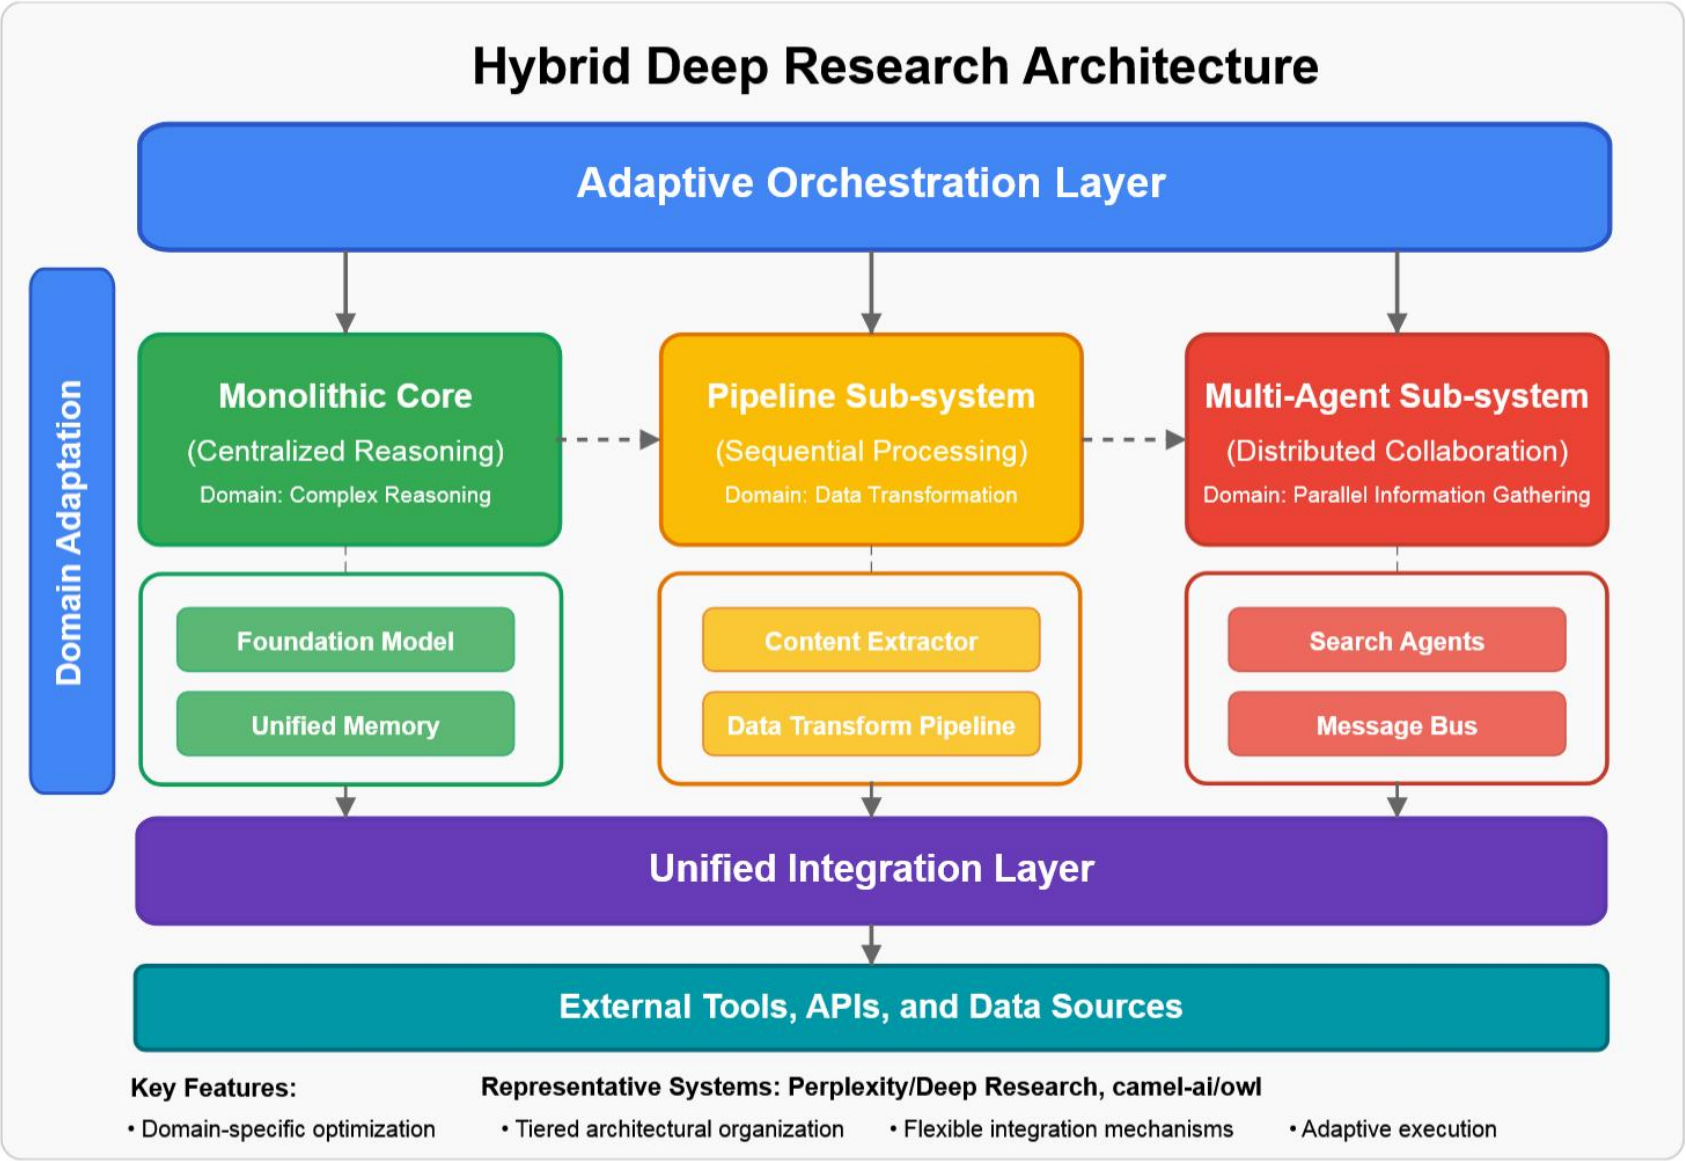 Hybrid Deep Research Architecture
Adaptive Orchestration Layer
Domain Adaptation
Monolithic Core
(Centralized Reasoning)
Domain: Complex Reasoning
Pipeline Sub-system
(Sequential Processing)
Domain: Data Transformation
Multi-Agent Sub-system
(Distributed Collaboration)
Domain: Parallel Information Gathering
Foundation Model
Unified Memory
Content Extractor
Data Transform Pipeline
Search Agents
Message Bus
Unified Integration Layer
External Tools, APIs, and Data Sources
Key Features:
Representative Systems: Perplexity/Deep Research, camel-ai/owl
• Domain-specific optimization
• Tiered architectural organization
• Flexible integration mechanisms
• Adaptive execution